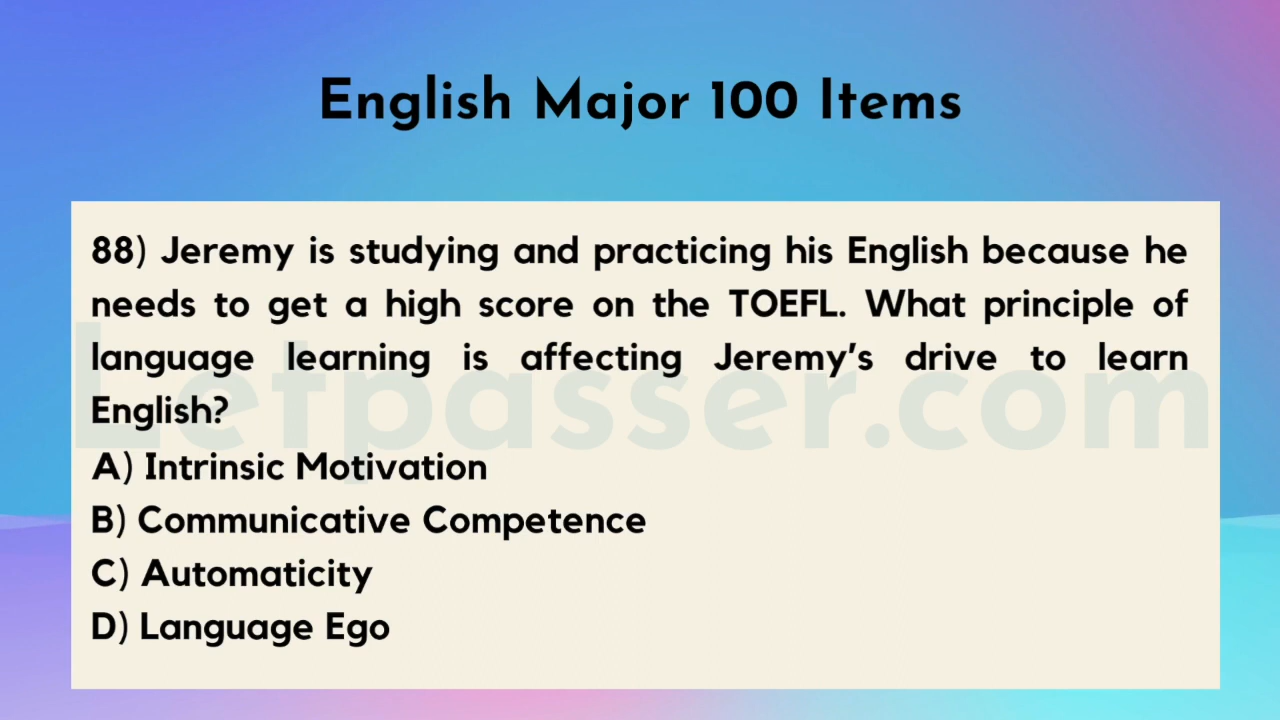 English Major 100 Items
88) Jeremy is studying and practicing his English because he
needs to get a high score on the TOEFL. What principle of
language learning is affecting Jeremy’s drive to learn
English?
Letpasser.com
A) Intrinsic Motivation
B) Communicative Competence
C) Automaticity
D) Language Ego